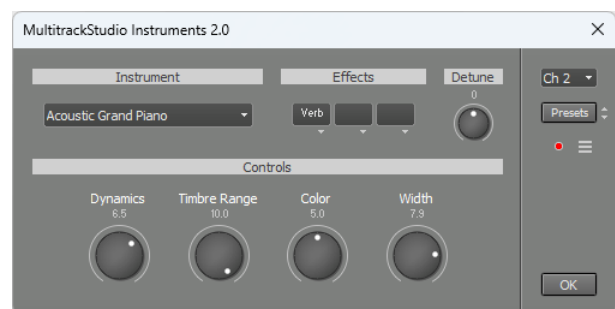 MultitrackStudio Instruments 2.0
Instrument
Effects
Detune
0
Ch 2
Acoustic Grand Piano
Verb
Presets
Controls
Dynamics
Timbre Range
Color
Width
6.5
10.0
5.0
7.9
OK